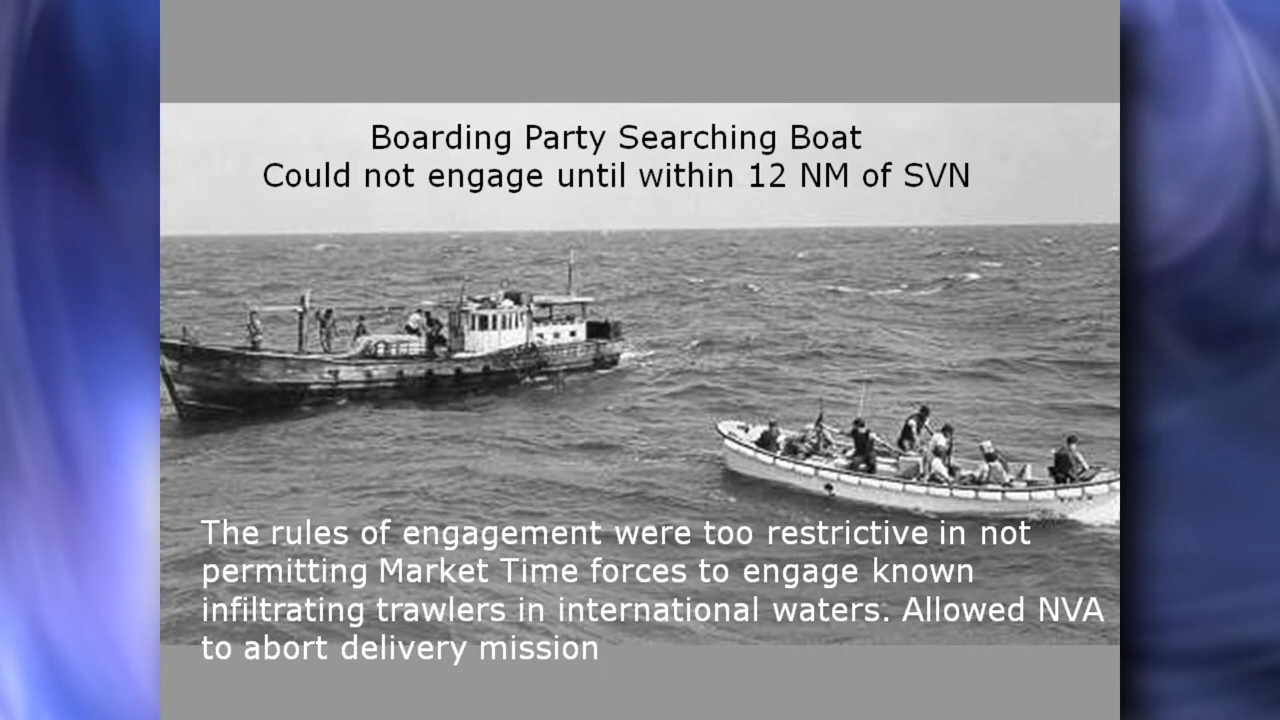 Boarding Party Searching Boat
Could not engage until within 12 NM of SVN
The rules of engagement were too restrictive in not
permitting Market Time forces to engage known
infiltrating trawlers in international waters. Allowed NVA
to abort delivery mission